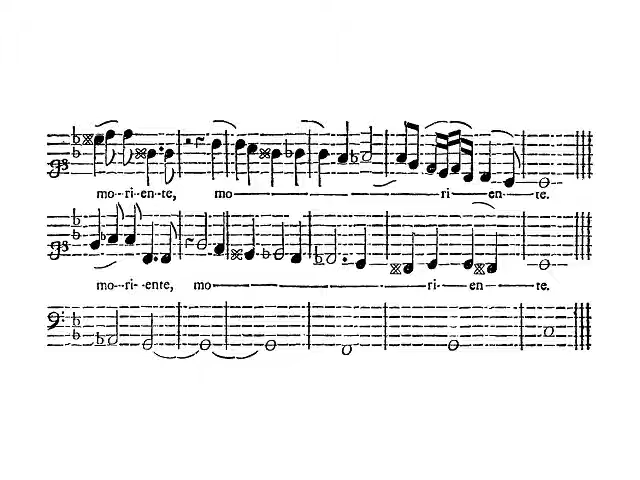 mo--ri-en--te, mo ri en te.
mo--ri--ente, mo ri en te.